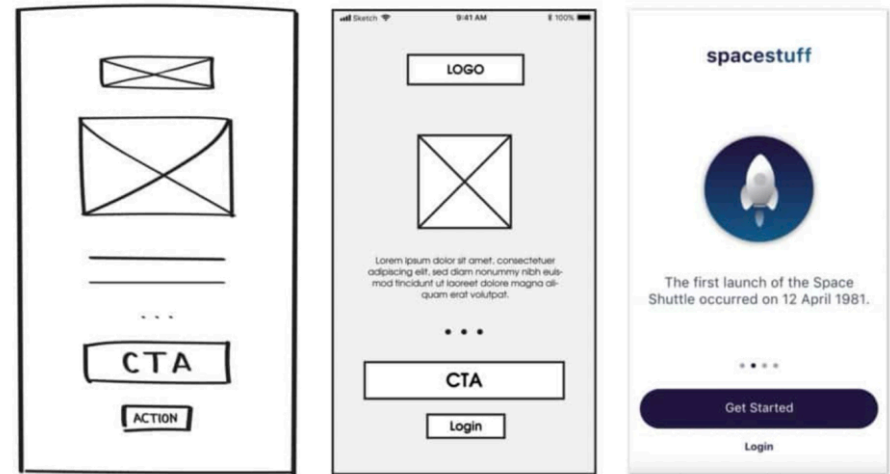 CTA
ACTION
Sketch 9:41 AM 100%
LOGO
Lorem ipsum dolor sit amet, consectetuer
adipiscing elit, sed diam nonummy nibh euis-
mod tincidunt ut laoreet dolore magna ali-
quam erat volutpat.
CTA
Login
spacestuff
The first launch of the Space
Shuttle occurred on 12 April 1981.
Get Started
Login